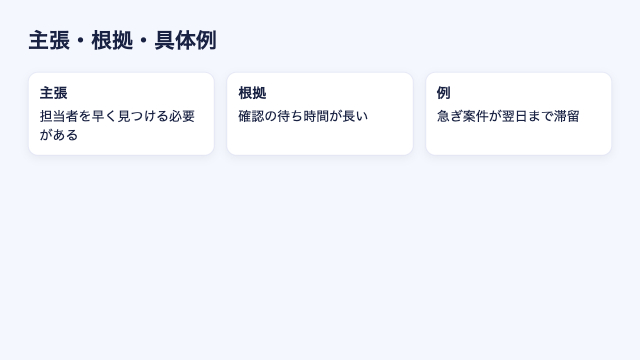 主張・根拠・具体例
主張
担当者を早く見つける必要
がある
根拠
確認の待ち時間が長い
例
急ぎ案件が翌日まで滞留